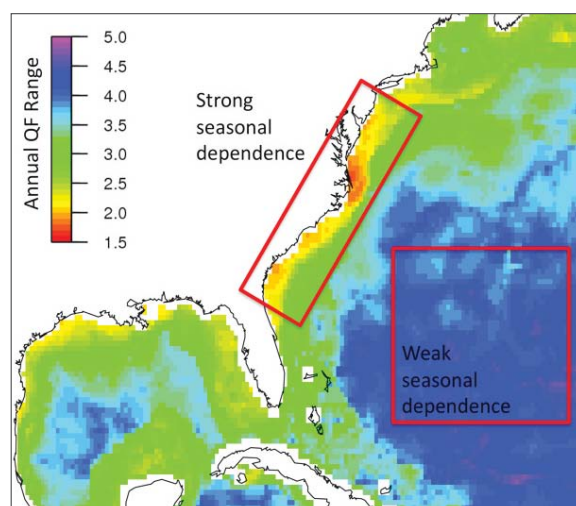 Annual QF Range
5.0
4.5
4.0
3.5
3.0
2.5
2.0
1.5
Strong
seasonal
dependence
Weak
seasonal
dependence